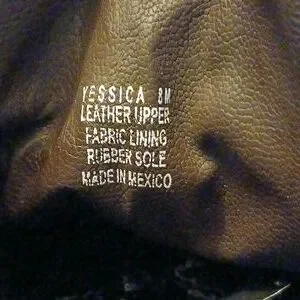 YESSICA 8M
LEATHER UPPER
FABRIC LINING
RUBBER SOLE
MADE IN MEXICO